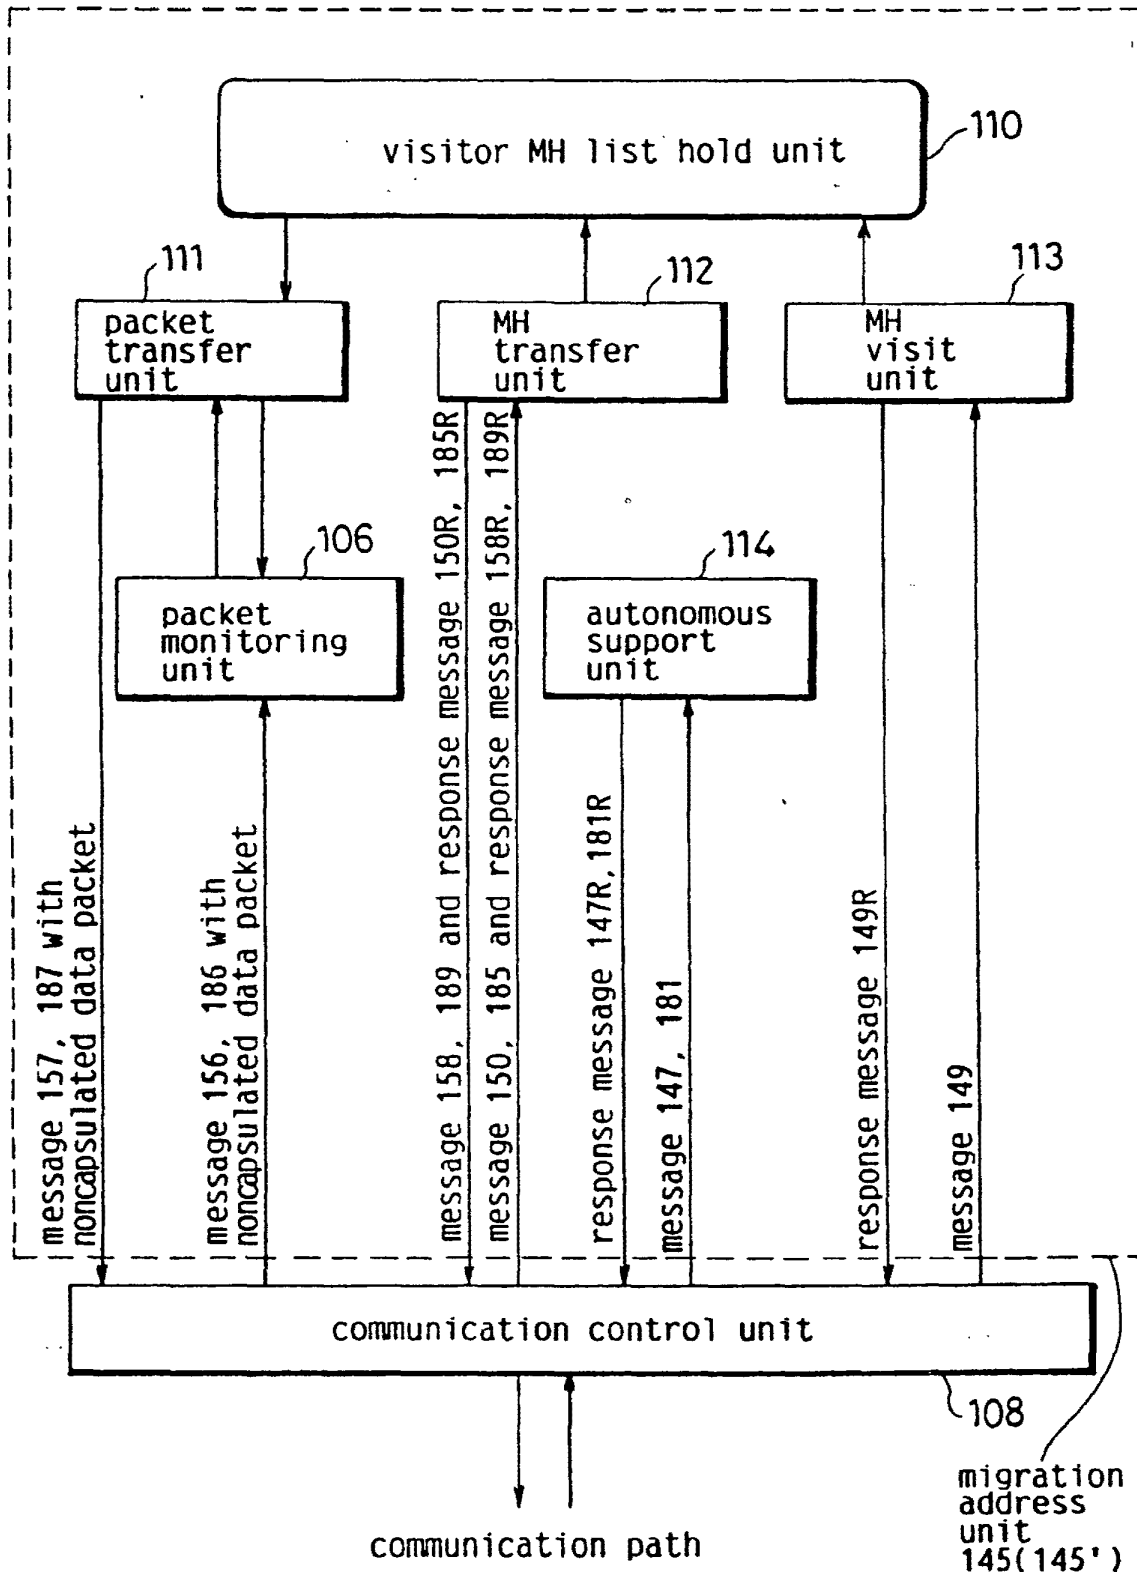 visitor MH list hold unit
110
111
packet
transfer
unit
112
MH
transfer
unit
113
MH
visit
unit
106
packet
monitoring
unit
114
autonomous
support
unit
message 157, 187 with
noncapsulated data packet
message 156, 186 with
noncapsulated data packet
message 158, 189 and response message 150R, 185R
message 150, 185 and response message 158R, 189R
response message 147R, 181R
message 147, 181
response message 149R
message 149
communication control unit
108
communication path
migration
address
unit
145(145')